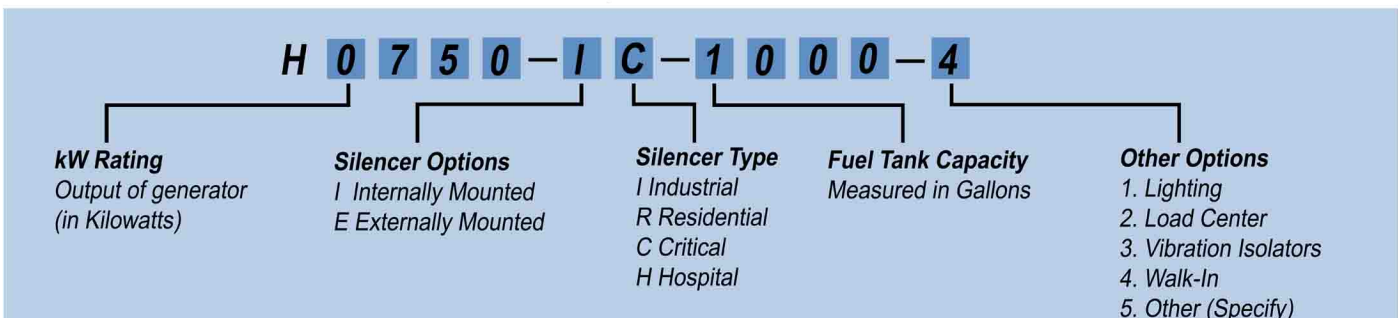 H 0 7 5 0 – I C – 1 0 0 0 – 4
kW Rating
Output of generator
(in Kilowatts)
Silencer Options
I Internally Mounted
E Externally Mounted
Silencer Type
I Industrial
R Residential
C Critical
H Hospital
Fuel Tank Capacity
Measured in Gallons
Other Options
1. Lighting
2. Load Center
3. Vibration Isolators
4. Walk-In
5. Other (Specify)